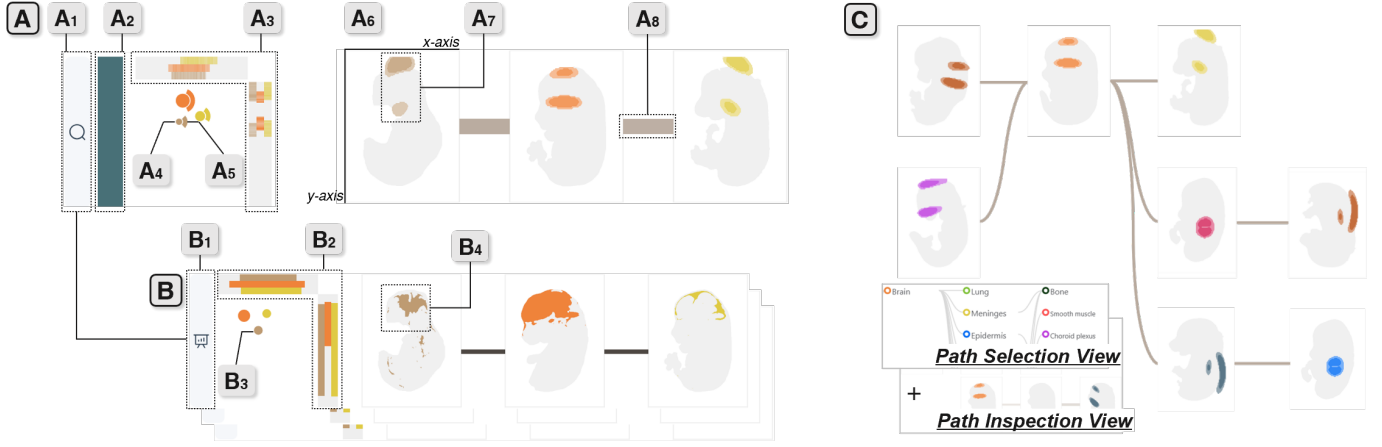 A
A1
A2
A3
A4
A5
A6
x-axis
A7
A8
y-axis
B
B1
B2
B3
B4
C
Brain
Lung
Bone
Meninges
Smooth muscle
Epidermis
Choroid plexus
Path Selection View
+
Path Inspection View